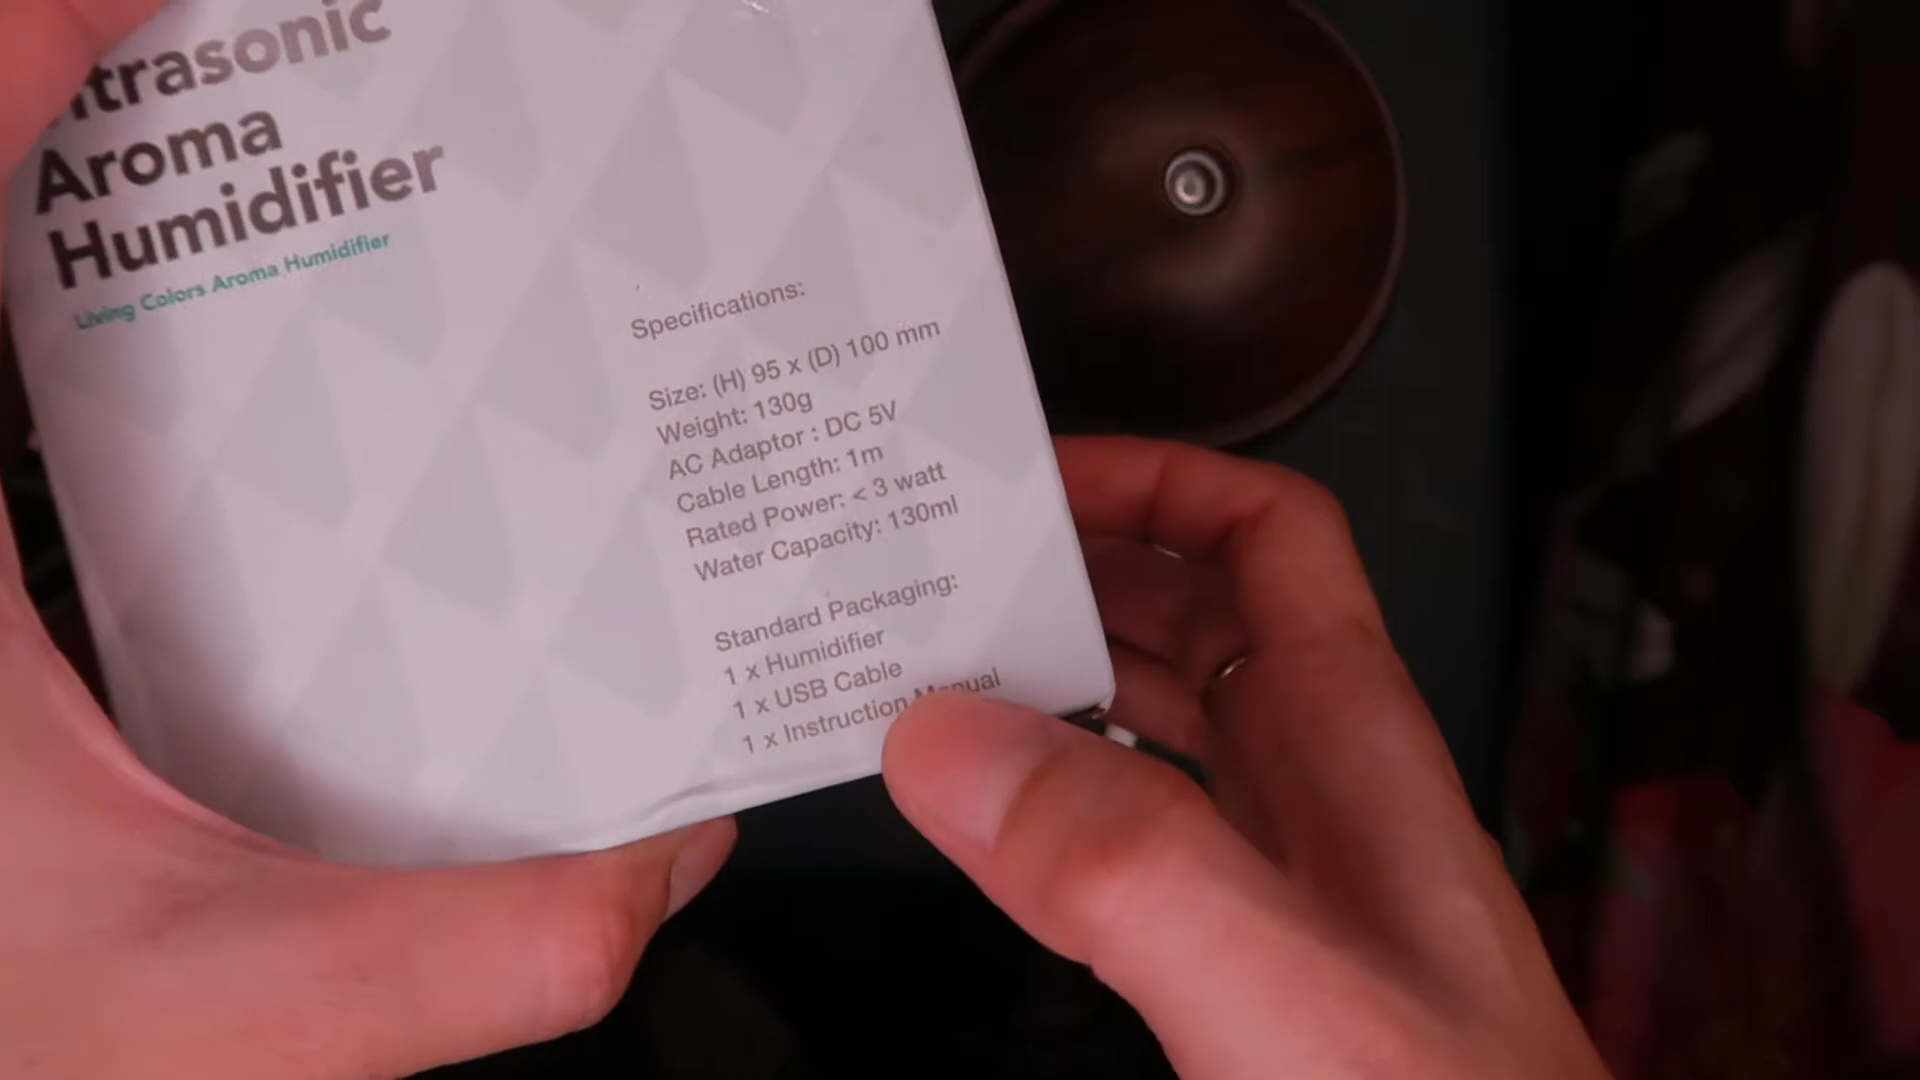 Aroma
Humidifier
Living Colors Aroma Humidifier
Specifications:
Size: (H) 95 x (D) 100 mm
Weight: 130g
AC Adaptor : DC 5V
Cable Length: 1m
Rated Power: < 3 watt
Water Capacity: 130ml
Standard Packaging:
1 x Humidifier
1 x USB Cable
1 x Instruction Manual